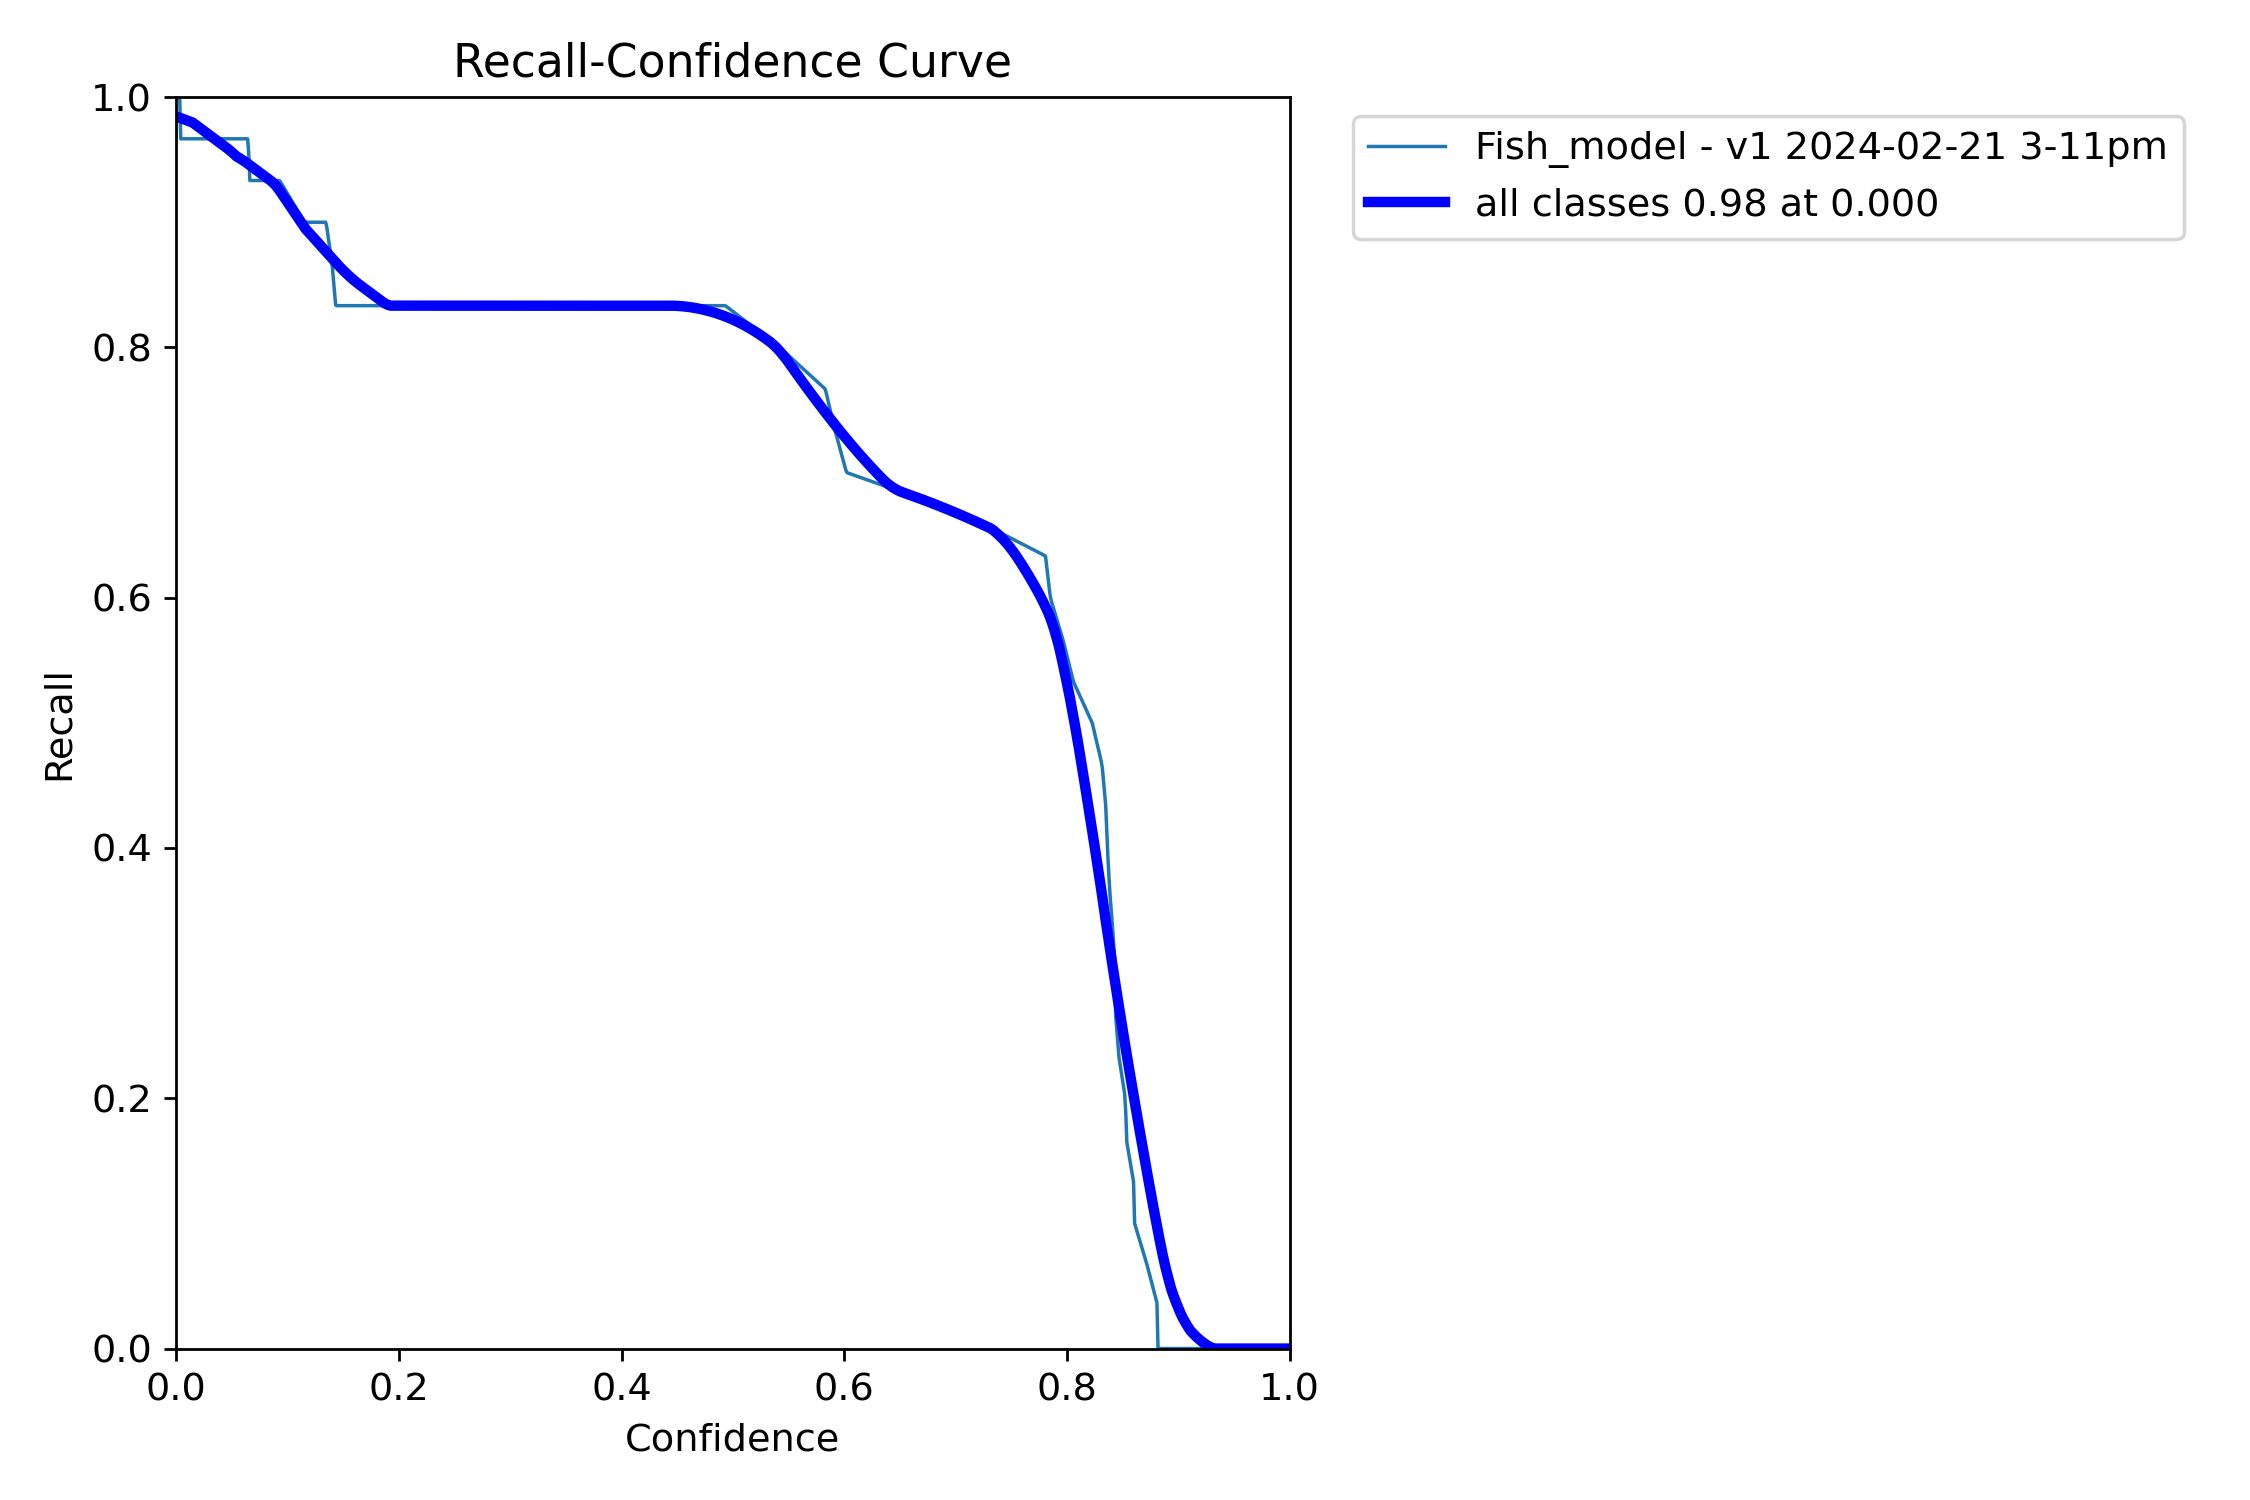 Recall-Confidence Curve
1.0
0.8
0.6
0.4
0.2
0.0
Recall
0.0 0.2 0.4 0.6 0.8 1.0
Confidence
Fish_model - v1 2024-02-21 3-11pm
all classes 0.98 at 0.000